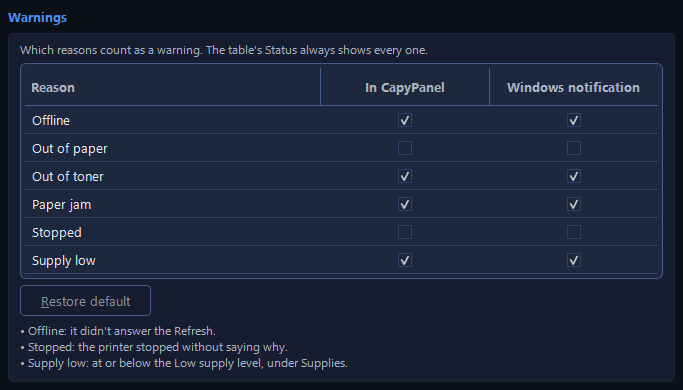 Warnings
Which reasons count as a warning. The table's Status always shows every one.
Reason In CapyPanel Windows notification
Offline
Out of paper
Out of toner
Paper jam
Stopped
Supply low
Restore default
• Offline: it didn't answer the Refresh.
• Stopped: the printer stopped without saying why.
• Supply low: at or below the Low supply level, under Supplies.